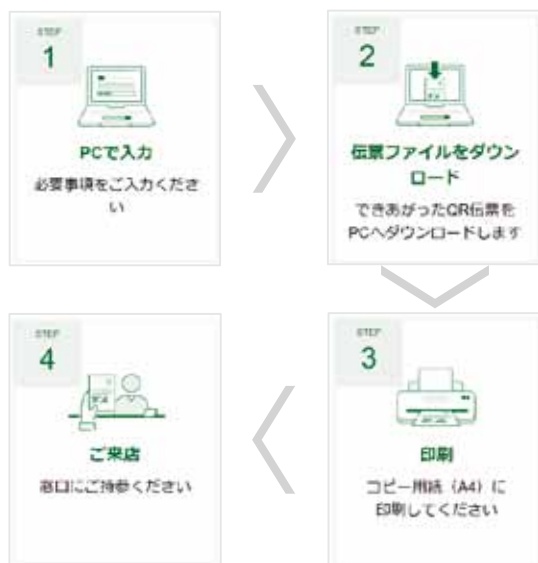 STEP
1
PCで入力
必要事項をご入力くださ
い
STEP
2
伝票ファイルをダウン
ロード
できあがったQR伝票を
PCへダウンロードします
STEP
3
印刷
コピー用紙（A4）に
印刷してください
STEP
4
ご来店
窓口にご持参ください